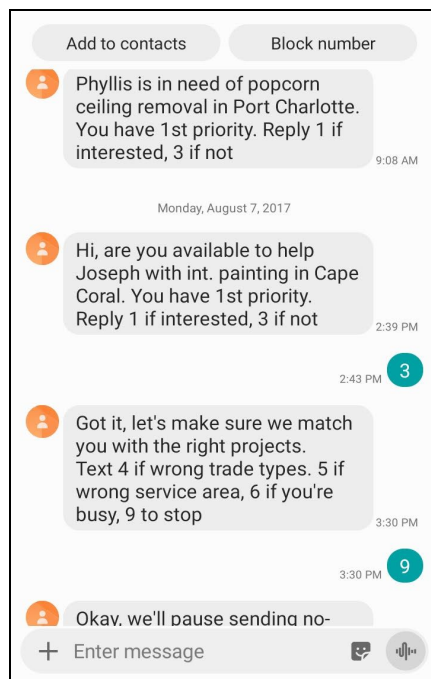 Add to contacts
Block number
Phyllis is in need of popcorn
ceiling removal in Port Charlotte.
You have 1st priority. Reply 1 if
interested, 3 if not
9:08 AM
Monday, August 7, 2017
Hi, are you available to help
Joseph with int. painting in Cape
Coral. You have 1st priority.
Reply 1 if interested, 3 if not
2:39 PM
2:43 PM
3
Got it, let's make sure we match
you with the right projects.
Text 4 if wrong trade types. 5 if
wrong service area, 6 if you're
busy, 9 to stop
3:30 PM
3:30 PM
9
Okay, we'll pause sending no-
Enter message